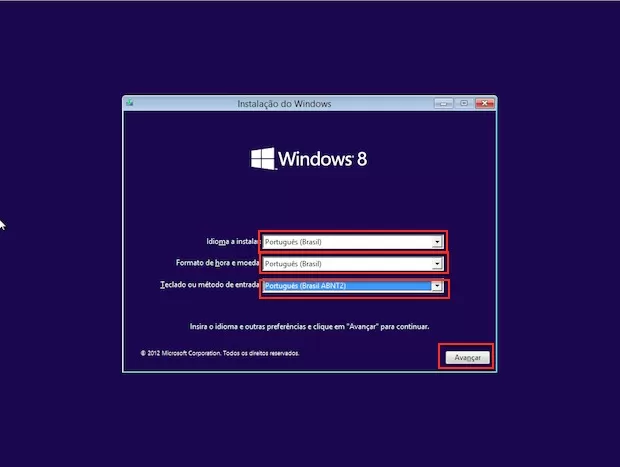 Instalação do Windows
Windows 8
Idioma a instalar Português (Brasil)
Formato de hora e moeda Português (Brasil)
Teclado ou método de entrada Português (Brasil ABNT2)
Insira o idioma e outras preferências e clique em "Avançar" para continuar.
© 2012 Microsoft Corporation. Todos os direitos reservados.
Avançar